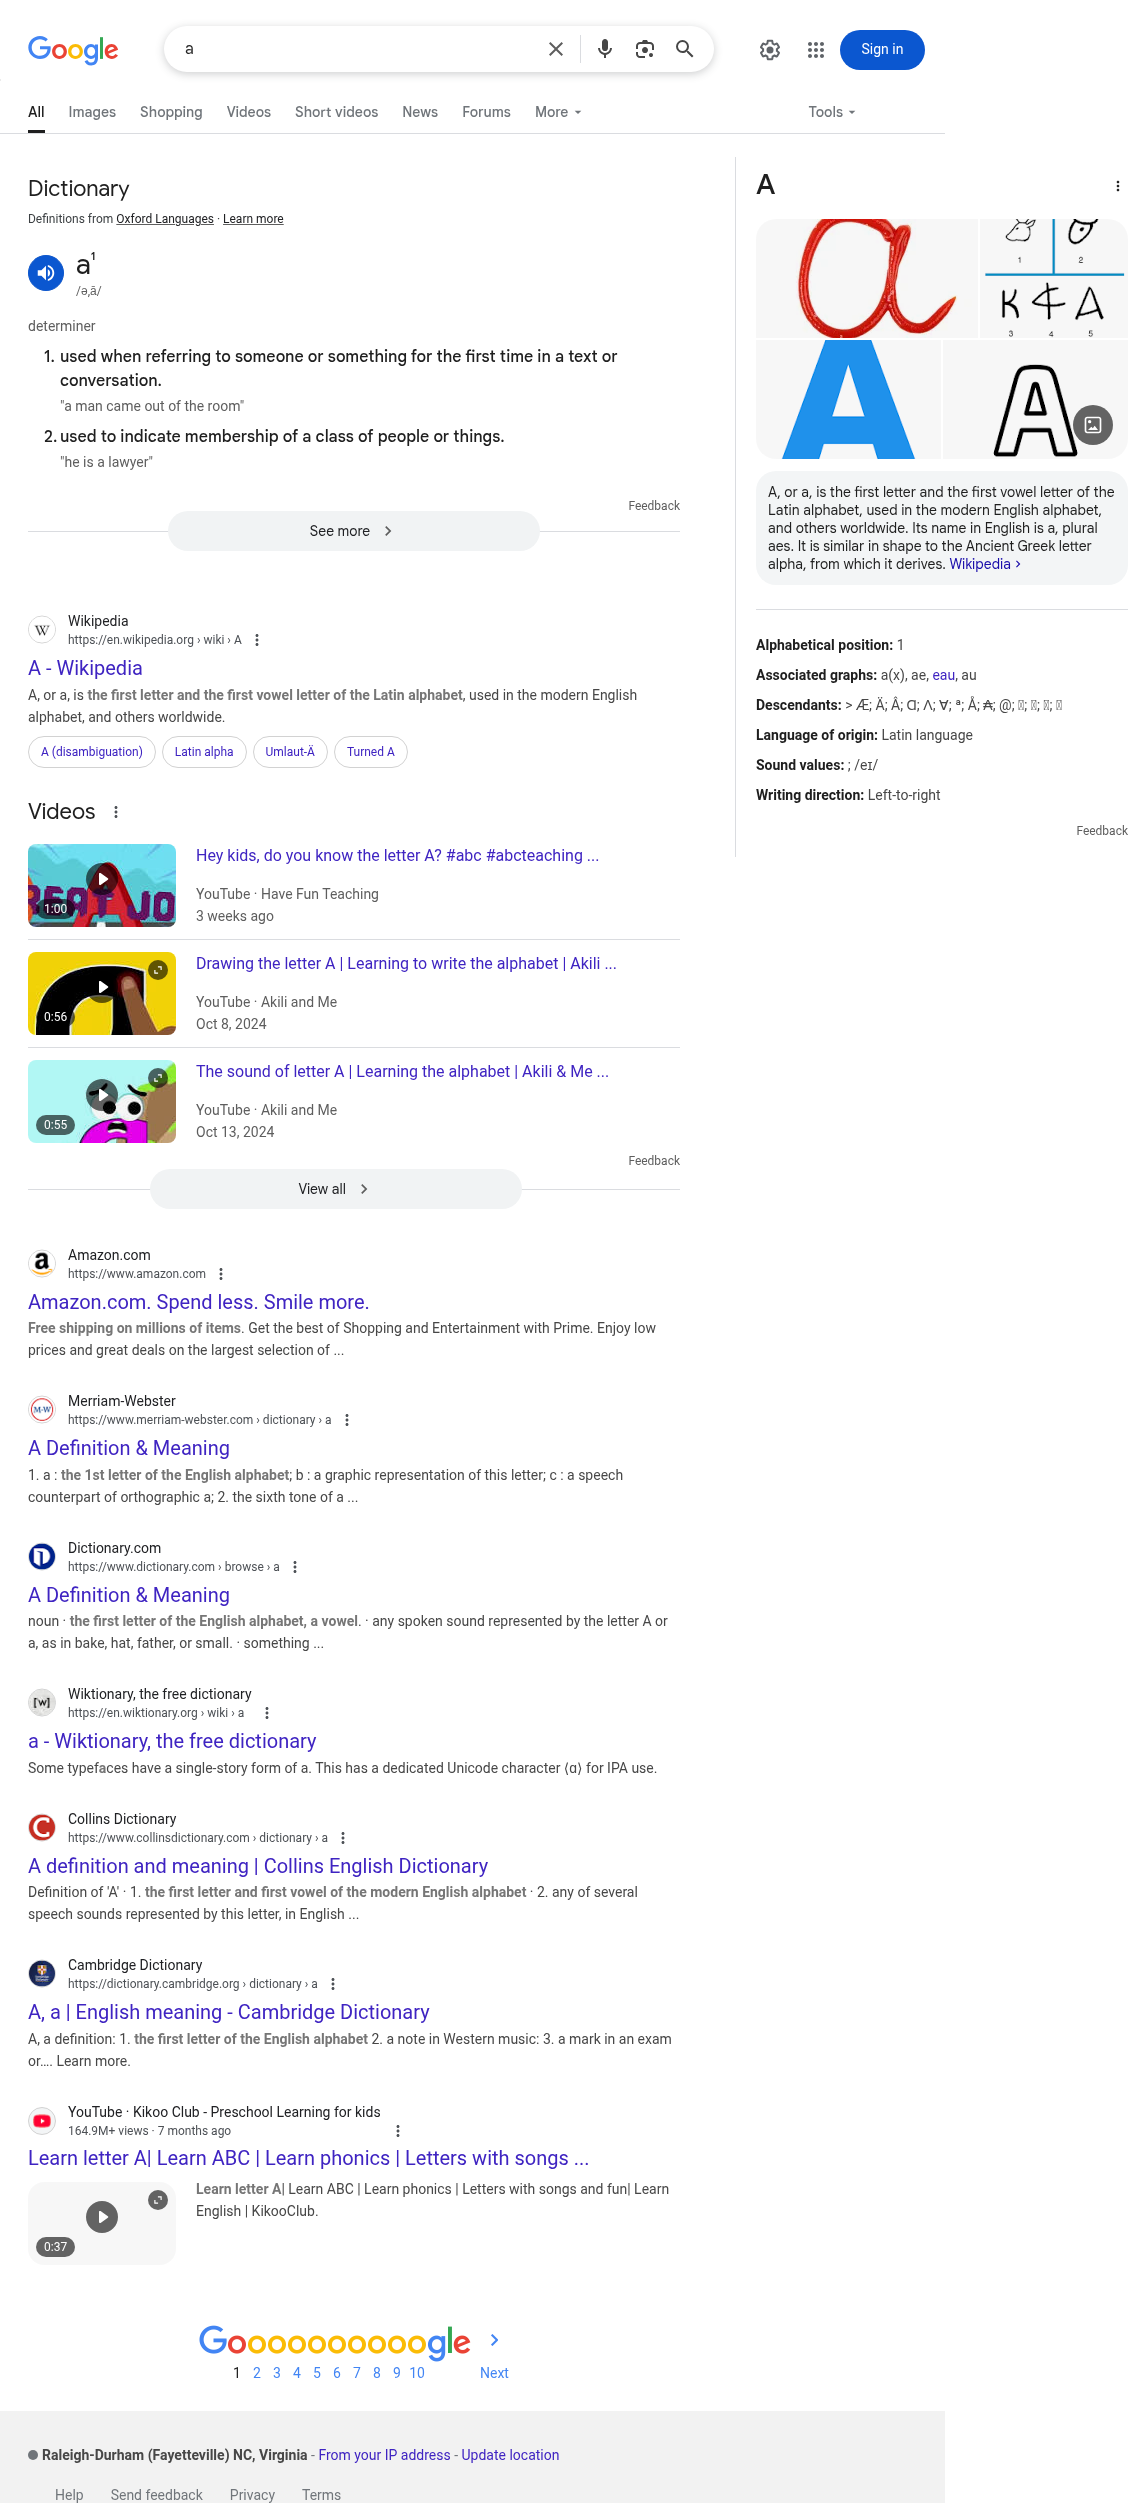 Google
a
Sign in
All Images Shopping Videos Short videos News Forums More Tools
Dictionary
Definitions from Oxford Languages · Learn more
a¹
/ə,ā/
determiner
1. used when referring to someone or something for the first time in a text or
conversation.
"a man came out of the room"
2. used to indicate membership of a class of people or things.
"he is a lawyer"
Feedback
See more
Wikipedia
https://en.wikipedia.org › wiki › A
A - Wikipedia
A, or a, is the first letter and the first vowel letter of the Latin alphabet, used in the modern English
alphabet, and others worldwide.
A (disambiguation) Latin alpha Umlaut-Ä Turned A
Videos
Hey kids, do you know the letter A? #abc #abcteaching ...
YouTube · Have Fun Teaching
3 weeks ago
1:00
Drawing the letter A | Learning to write the alphabet | Akili ...
YouTube · Akili and Me
Oct 8, 2024
0:56
The sound of letter A | Learning the alphabet | Akili & Me ...
YouTube · Akili and Me
Oct 13, 2024
0:55
Feedback
View all
Amazon.com
https://www.amazon.com
Amazon.com. Spend less. Smile more.
Free shipping on millions of items. Get the best of Shopping and Entertainment with Prime. Enjoy low
prices and great deals on the largest selection of ...
Merriam-Webster
https://www.merriam-webster.com › dictionary › a
A Definition & Meaning
1. a : the 1st letter of the English alphabet; b : a graphic representation of this letter; c : a speech
counterpart of orthographic a; 2. the sixth tone of a ...
Dictionary.com
https://www.dictionary.com › browse › a
A Definition & Meaning
noun · the first letter of the English alphabet, a vowel. · any spoken sound represented by the letter A or
a, as in bake, hat, father, or small. · something ...
Wiktionary, the free dictionary
https://en.wiktionary.org › wiki › a
a - Wiktionary, the free dictionary
Some typefaces have a single-story form of a. This has a dedicated Unicode character ⟨ɑ⟩ for IPA use.
Collins Dictionary
https://www.collinsdictionary.com › dictionary › a
A definition and meaning | Collins English Dictionary
Definition of 'A' · 1. the first letter and first vowel of the modern English alphabet · 2. any of several
speech sounds represented by this letter, in English ...
Cambridge Dictionary
https://dictionary.cambridge.org › dictionary › a
A, a | English meaning - Cambridge Dictionary
A, a definition: 1. the first letter of the English alphabet 2. a note in Western music: 3. a mark in an exam
or…. Learn more.
YouTube · Kikoo Club - Preschool Learning for kids
164.9M+ views · 7 months ago
Learn letter A| Learn ABC | Learn phonics | Letters with songs ...
Learn letter A| Learn ABC | Learn phonics | Letters with songs and fun| Learn
English | KikooClub.
0:37
Goooooooooogle
1 2 3 4 5 6 7 8 9 10 Next
Raleigh-Durham (Fayetteville) NC, Virginia - From your IP address - Update location
Help Send feedback Privacy Terms
A
a
1 2
3 4 5
A
A
A, or a, is the first letter and the first vowel letter of the
Latin alphabet, used in the modern English alphabet,
and others worldwide. Its name in English is a, plural
aes. It is similar in shape to the Ancient Greek letter
alpha, from which it derives. Wikipedia ›
Alphabetical position: 1
Associated graphs: a(x), ae, eau, au
Descendants: > Æ; Ä; Â; Ɑ; Ʌ; Ɐ; ª; Å; ₳; @;
Language of origin: Latin language
Sound values: ; /eɪ/
Writing direction: Left-to-right
Feedback